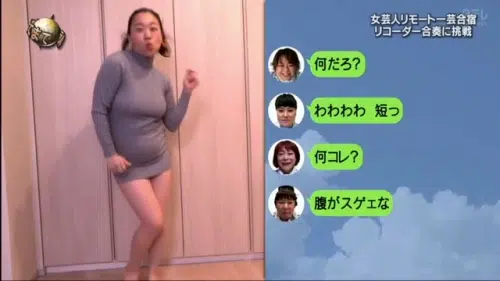 女芸人リモート一芸合宿
リコーダー合奏に挑戦
何だろ?
わわわわ 短っ
何コレ?
腹がスゲェな